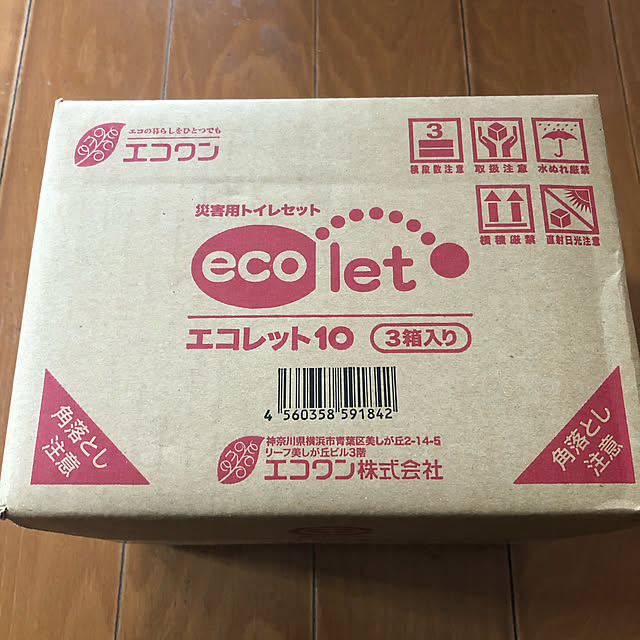 エコの暮らしをひとつでも
エコワン
3
積段数注意
取扱注意
水ぬれ厳禁
横積厳禁
直射日光注意
災害用トイレセット
eco let
エコレット10
3箱入り
4 560358 591842
角落とし
注意
神奈川県横浜市青葉区美しが丘2-14-5
リーフ美しが丘ビル3階
エコワン株式会社
角落とし
注意